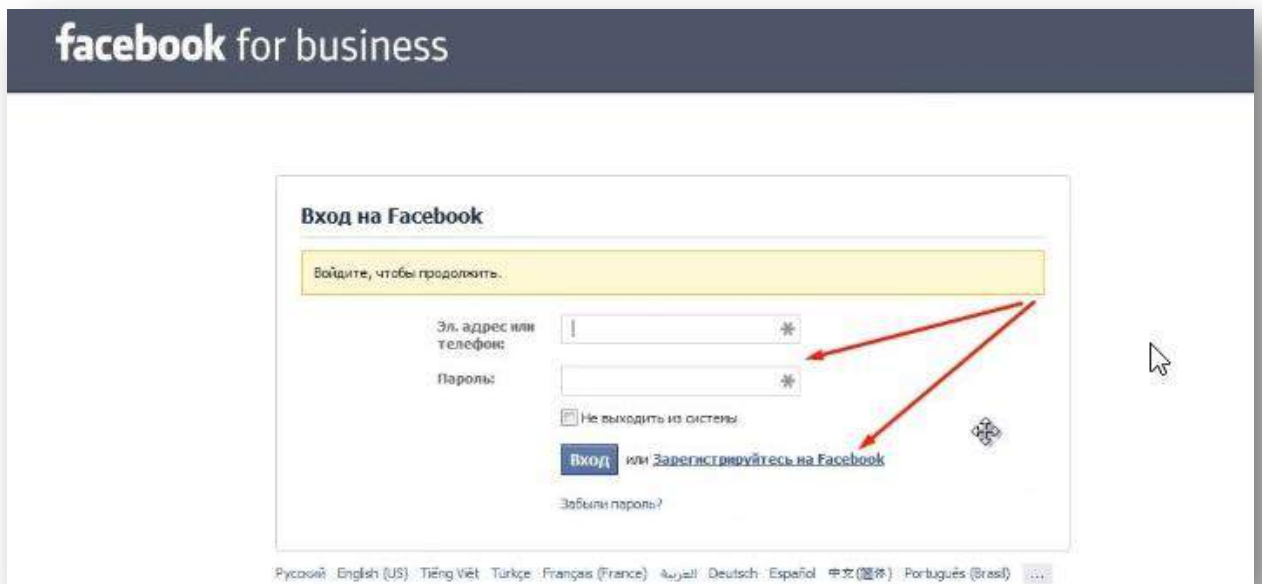 facebook for business
Вход на Facebook
Войдите, чтобы продолжить.
Эл. адрес или
телефон:
Пароль:
Не выходить из системы
Вход или Зарегистрируйтесь на Facebook
Забыли пароль?
Русский English (US) Tiếng Việt Türkçe Français (France) العربية Deutsch Español 中文(简体) Português (Brasil) ...